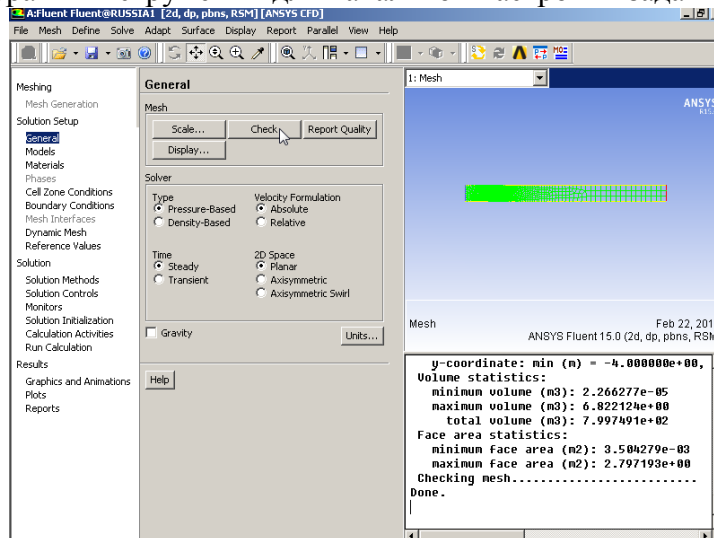 A:Fluent Fluent@RUSSIA1 [2d, dp, pbns, RSM] [ANSYS CFD]
File Mesh Define Solve Adapt Surface Display Report Parallel View Help
Meshing
Mesh Generation
Solution Setup
General
Models
Materials
Phases
Cell Zone Conditions
Boundary Conditions
Mesh Interfaces
Dynamic Mesh
Reference Values
Solution
Solution Methods
Solution Controls
Monitors
Solution Initialization
Calculation Activities
Run Calculation
Results
Graphics and Animations
Plots
Reports
General
Mesh
Scale... Check Report Quality
Display...
Solver
Type Velocity Formulation
Pressure-Based Absolute
Density-Based Relative
Time 2D Space
Steady Planar
Transient Axisymmetric
Axisymmetric Swirl
Gravity Units...
Help
1: Mesh
ANSYS
R15.
Mesh Feb 22, 201
ANSYS Fluent 15.0 (2d, dp, pbns, RSM
y-coordinate: min (m) = -4.000000e+00,
Volume statistics:
minimum volume (m3): 2.266277e-05
maximum volume (m3): 6.822124e+00
total volume (m3): 7.997491e+02
Face area statistics:
minimum face area (m2): 3.504279e-03
maximum face area (m2): 2.797193e+00
Checking mesh.........................
Done.